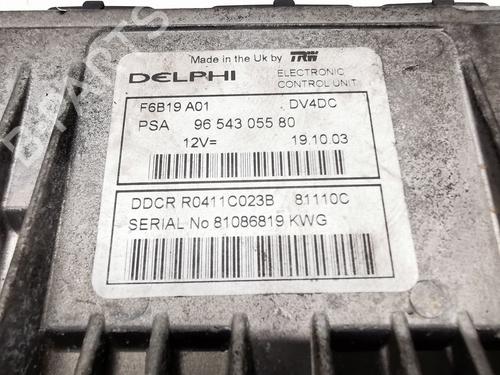 Made in the Uk by TRW
DELPHI ELECTRONIC CONTROL UNIT
F6B19 A01 DV4DC
PSA 96 543 055 80
12V= 19.10.03
DDCR R0411C023B 81110C
SERIAL No 81086819 KWG
B-PARTS